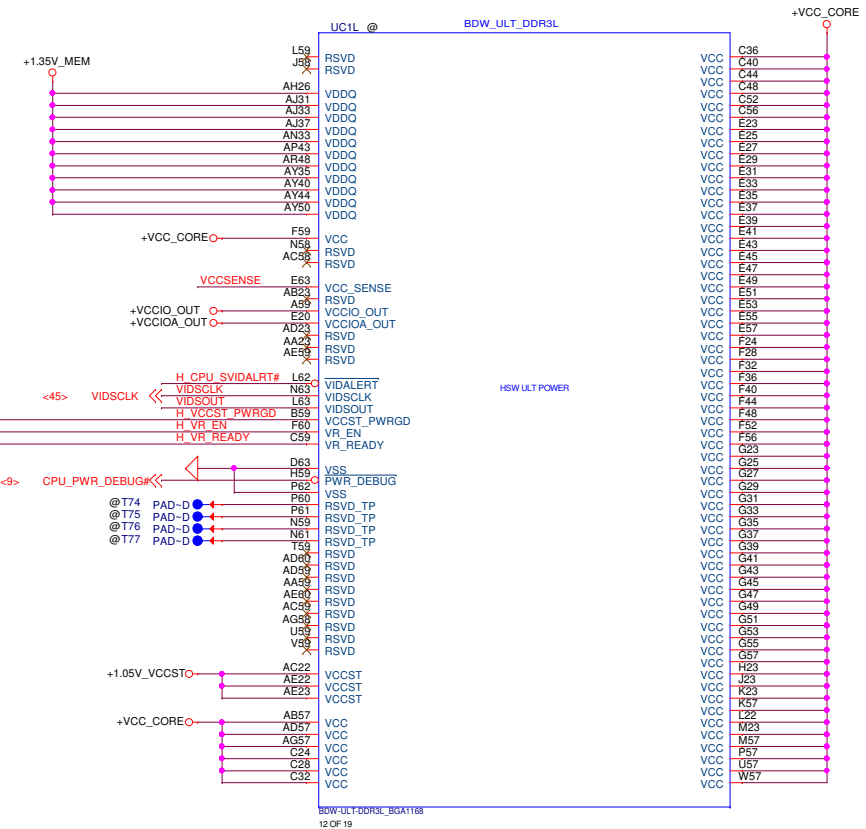 +VCC_CORE
UC1L @
BDW_ULT_DDR3L
+1.35V_MEM
L59 RSVD
J58 RSVD
AH26 VDDQ
AJ31 VDDQ
AJ33 VDDQ
AJ37 VDDQ
AN33 VDDQ
AP43 VDDQ
AR48 VDDQ
AY35 VDDQ
AY40 VDDQ
AY44 VDDQ
AY50 VDDQ
+VCC_CORE F59 VCC
N58 RSVD
AC58 RSVD
VCCSENSE E63 VCC_SENSE
AB23 RSVD
+VCCIO_OUT A59 VCCIO_OUT
+VCCIOA_OUT E20 VCCIOA_OUT
AD23 RSVD
AA23 RSVD
AE59 RSVD
H_CPU_SVIDALRT# L62 VIDALERT
<45> VIDSCLK VIDSCLK N63 VIDSCLK
VIDSOUT L63 VIDSOUT
H_VCCST_PWRGD B59 VCCST_PWRGD
H_VR_EN F60 VR_EN
H_VR_READY C59 VR_READY
D63 VSS
<9> CPU_PWR_DEBUG# H59 PWR_DEBUG
P62 VSS
@T74 PAD~D P60 RSVD_TP
@T75 PAD~D P61 RSVD_TP
@T76 PAD~D N59 RSVD_TP
@T77 PAD~D N61 RSVD_TP
T59 RSVD
AD60 RSVD
AD59 RSVD
AA59 RSVD
AE60 RSVD
AC59 RSVD
AG58 RSVD
U59 RSVD
V59 RSVD
+1.05V_VCCST AC22 VCCST
AE22 VCCST
AE23 VCCST
+VCC_CORE AB57 VCC
AD57 VCC
AG57 VCC
C24 VCC
C28 VCC
C32 VCC
HSW ULT POWER
VCC C36
VCC C40
VCC C44
VCC C48
VCC C52
VCC C56
VCC E23
VCC E25
VCC E27
VCC E29
VCC E31
VCC E33
VCC E35
VCC E37
VCC E39
VCC E41
VCC E43
VCC E45
VCC E47
VCC E49
VCC E51
VCC E53
VCC E55
VCC E57
VCC F24
VCC F28
VCC F32
VCC F36
VCC F40
VCC F44
VCC F48
VCC F52
VCC F56
VCC G23
VCC G25
VCC G27
VCC G29
VCC G31
VCC G33
VCC G35
VCC G37
VCC G39
VCC G41
VCC G43
VCC G45
VCC G47
VCC G49
VCC G51
VCC G53
VCC G55
VCC G57
VCC H23
VCC J23
VCC K23
VCC K57
VCC L22
VCC M23
VCC M57
VCC P57
VCC U57
VCC W57
BDW-ULT-DDR3L_BGA1168
12 OF 19